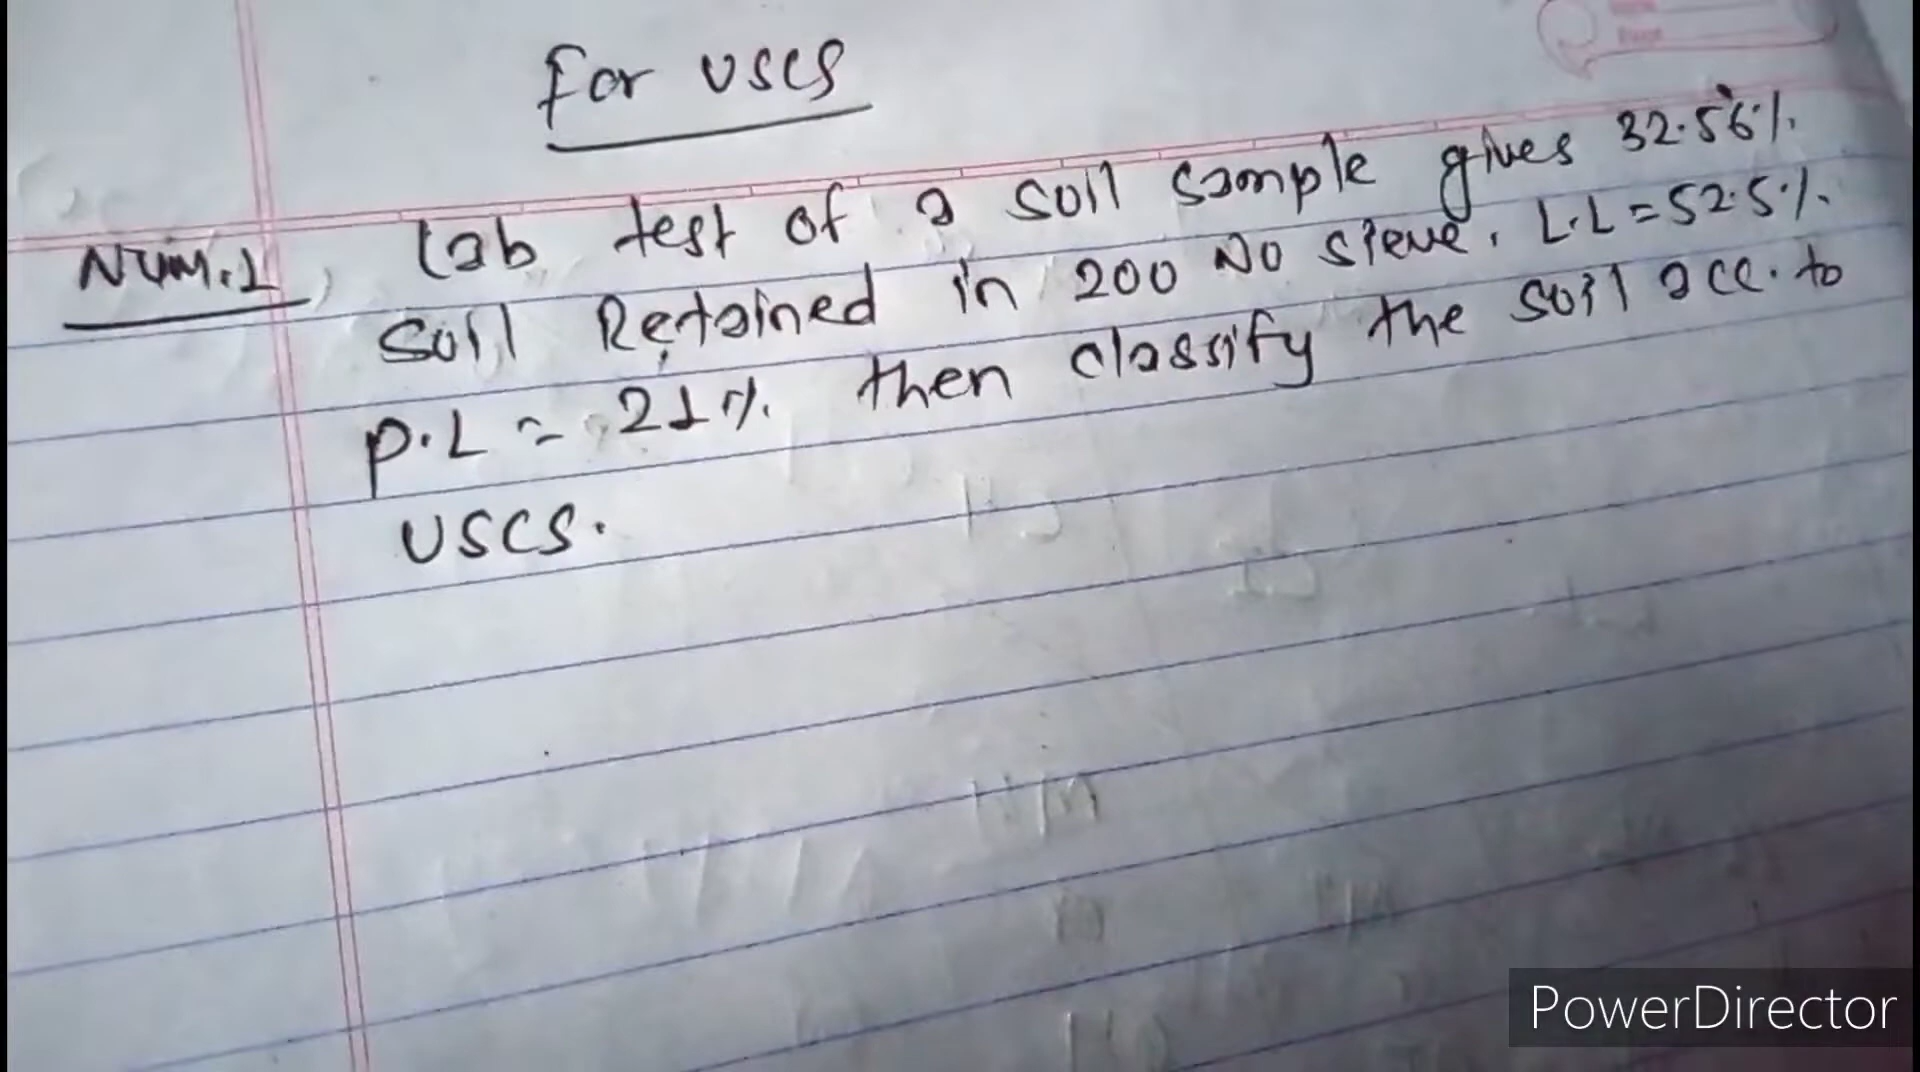 for USCS
Num.1, Lab test of a soil sample gives 32.56%
soil Retained in 200 No sieve, L.L = 52.5%.
P.L = 21% then classify the soil acc. to
USCS.
PowerDirector